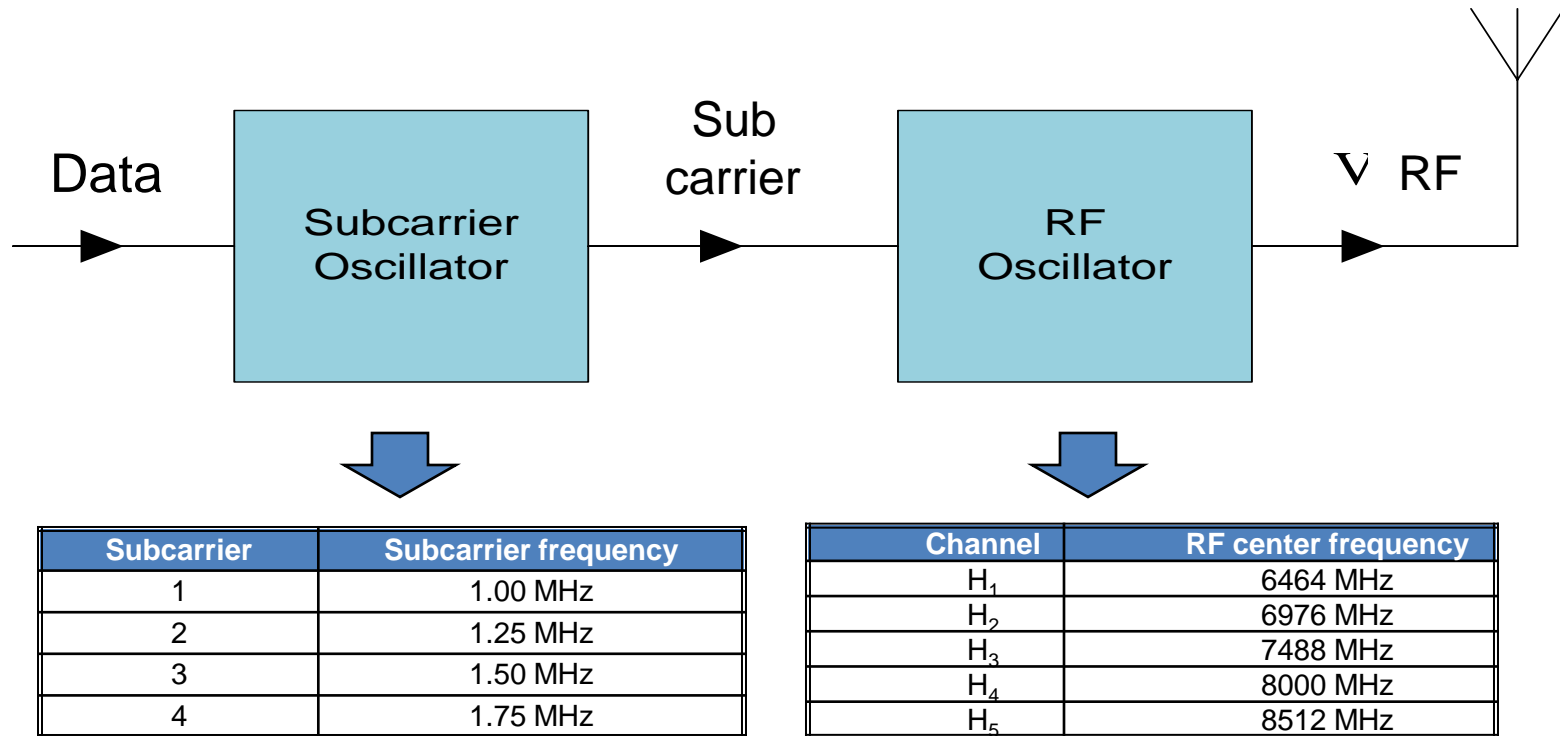 Data
Sub
carrier
V RF
Subcarrier
Oscillator
RF
Oscillator
Subcarrier Subcarrier frequency
1 1.00 MHz
2 1.25 MHz
3 1.50 MHz
4 1.75 MHz
Channel RF center frequency
H₁ 6464 MHz
H₂ 6976 MHz
H₃ 7488 MHz
H₄ 8000 MHz
H₅ 8512 MHz